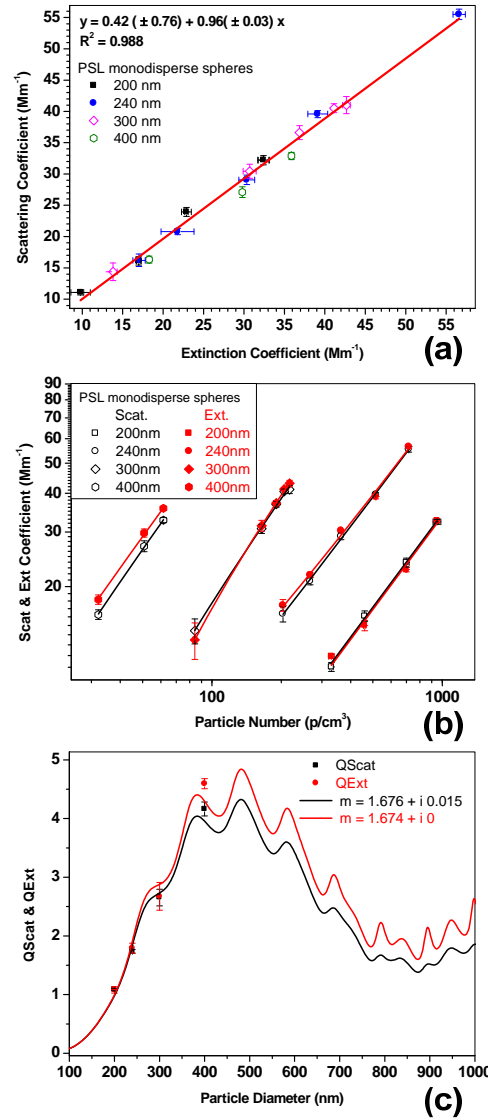 y = 0.42 ( ± 0.76) + 0.96( ± 0.03) x
R² = 0.988
PSL monodisperse spheres
200 nm
240 nm
300 nm
400 nm
55
50
45
40
35
30
25
20
15
10
Scattering Coefficient (Mm⁻¹)
10 15 20 25 30 35 40 45 50 55
Extinction Coefficient (Mm⁻¹)
(a)
PSL monodisperse spheres
Scat. Ext.
200nm 200nm
240nm 240nm
300nm 300nm
400nm 400nm
90
80
70
60
50
40
30
20
Scat & Ext Coefficient (Mm⁻¹)
100 1000
Particle Number (p/cm³)
(b)
QScat
QExt
m = 1.676 + i 0.015
m = 1.674 + i 0
5
4
3
2
1
0
QScat & QExt
100 200 300 400 500 600 700 800 900 1000
Particle Diameter (nm)
(c)